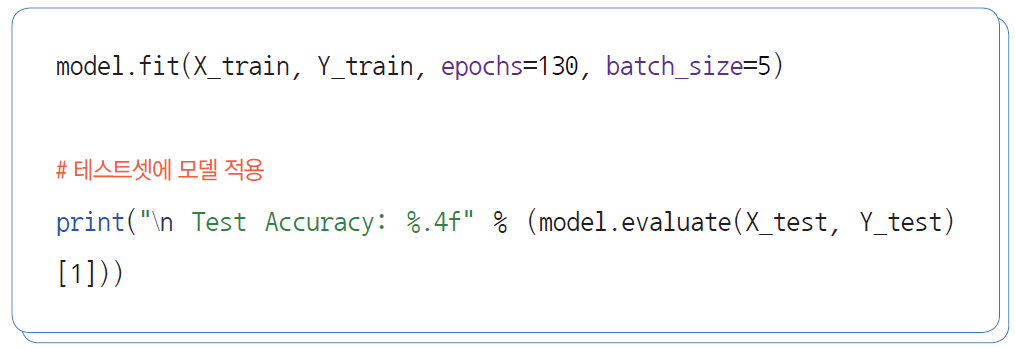 model.fit(X_train, Y_train, epochs=130, batch_size=5)
# 테스트셋에 모델 적용
print("\n Test Accuracy: %.4f" % (model.evaluate(X_test, Y_test)
[1]))